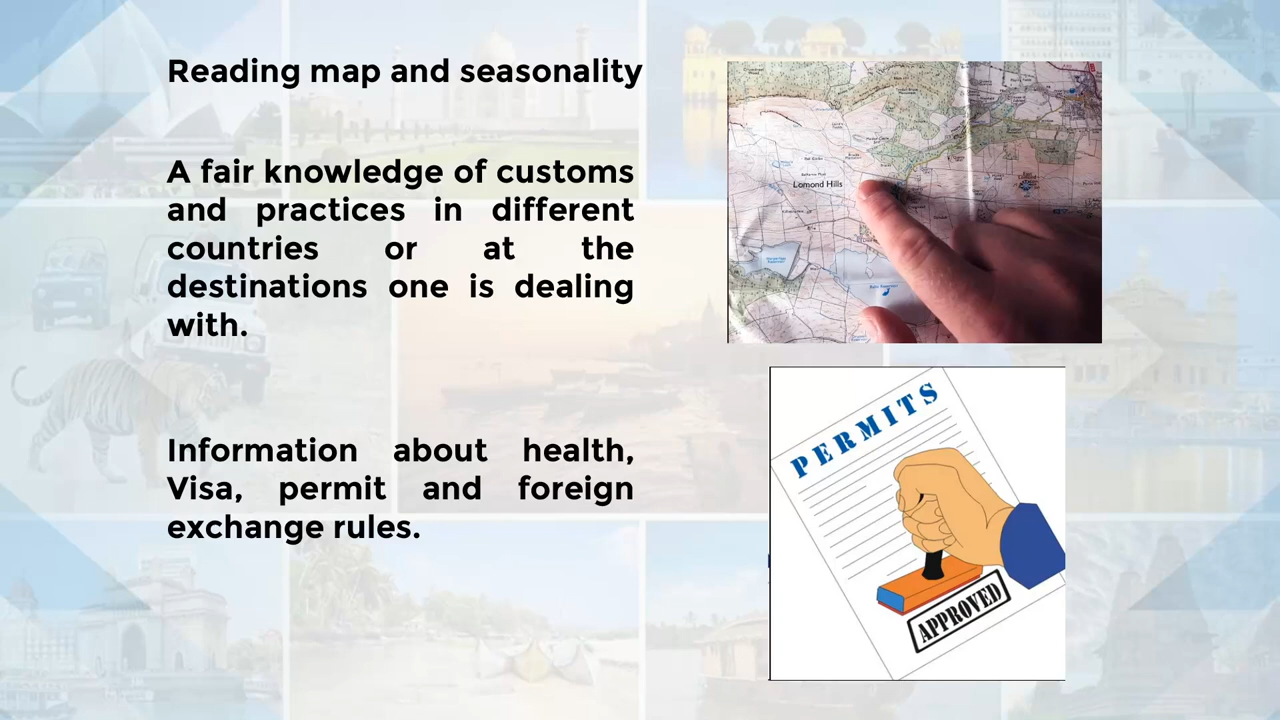 Reading map and seasonality
A fair knowledge of customs
and practices in different
countries or at the
destinations one is dealing
with.
Information about health,
Visa, permit and foreign
exchange rules.
Lomond Hills
PERMITS
APPROVED